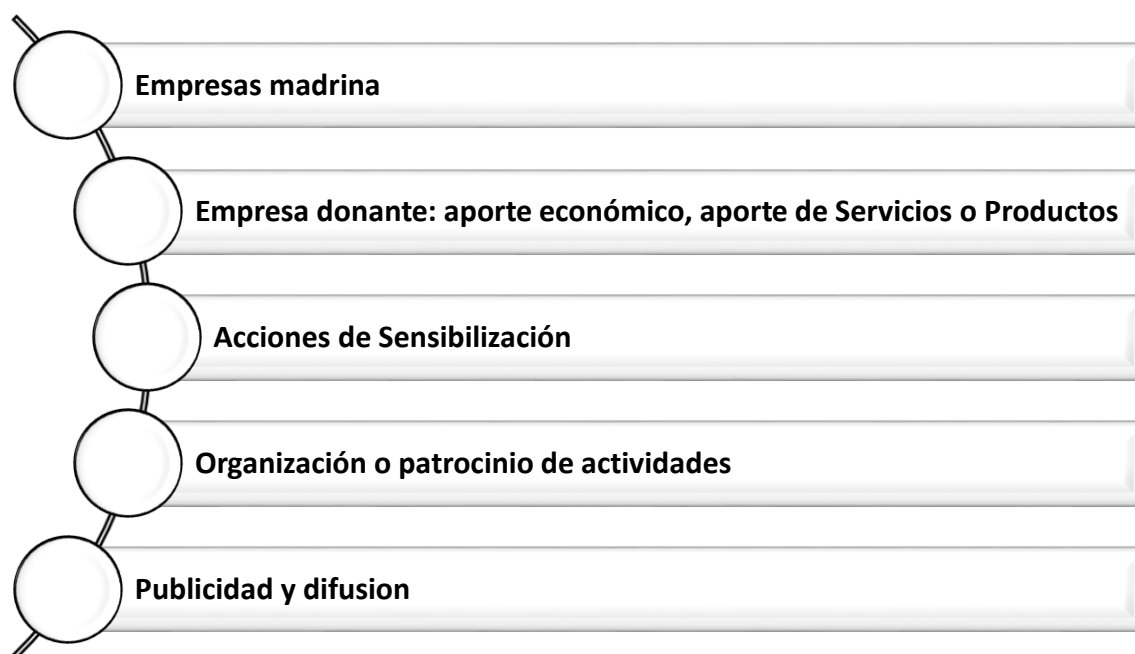 Empresas madrina
Empresa donante: aporte económico, aporte de Servicios o Productos
Acciones de Sensibilización
Organización o patrocinio de actividades
Publicidad y difusion